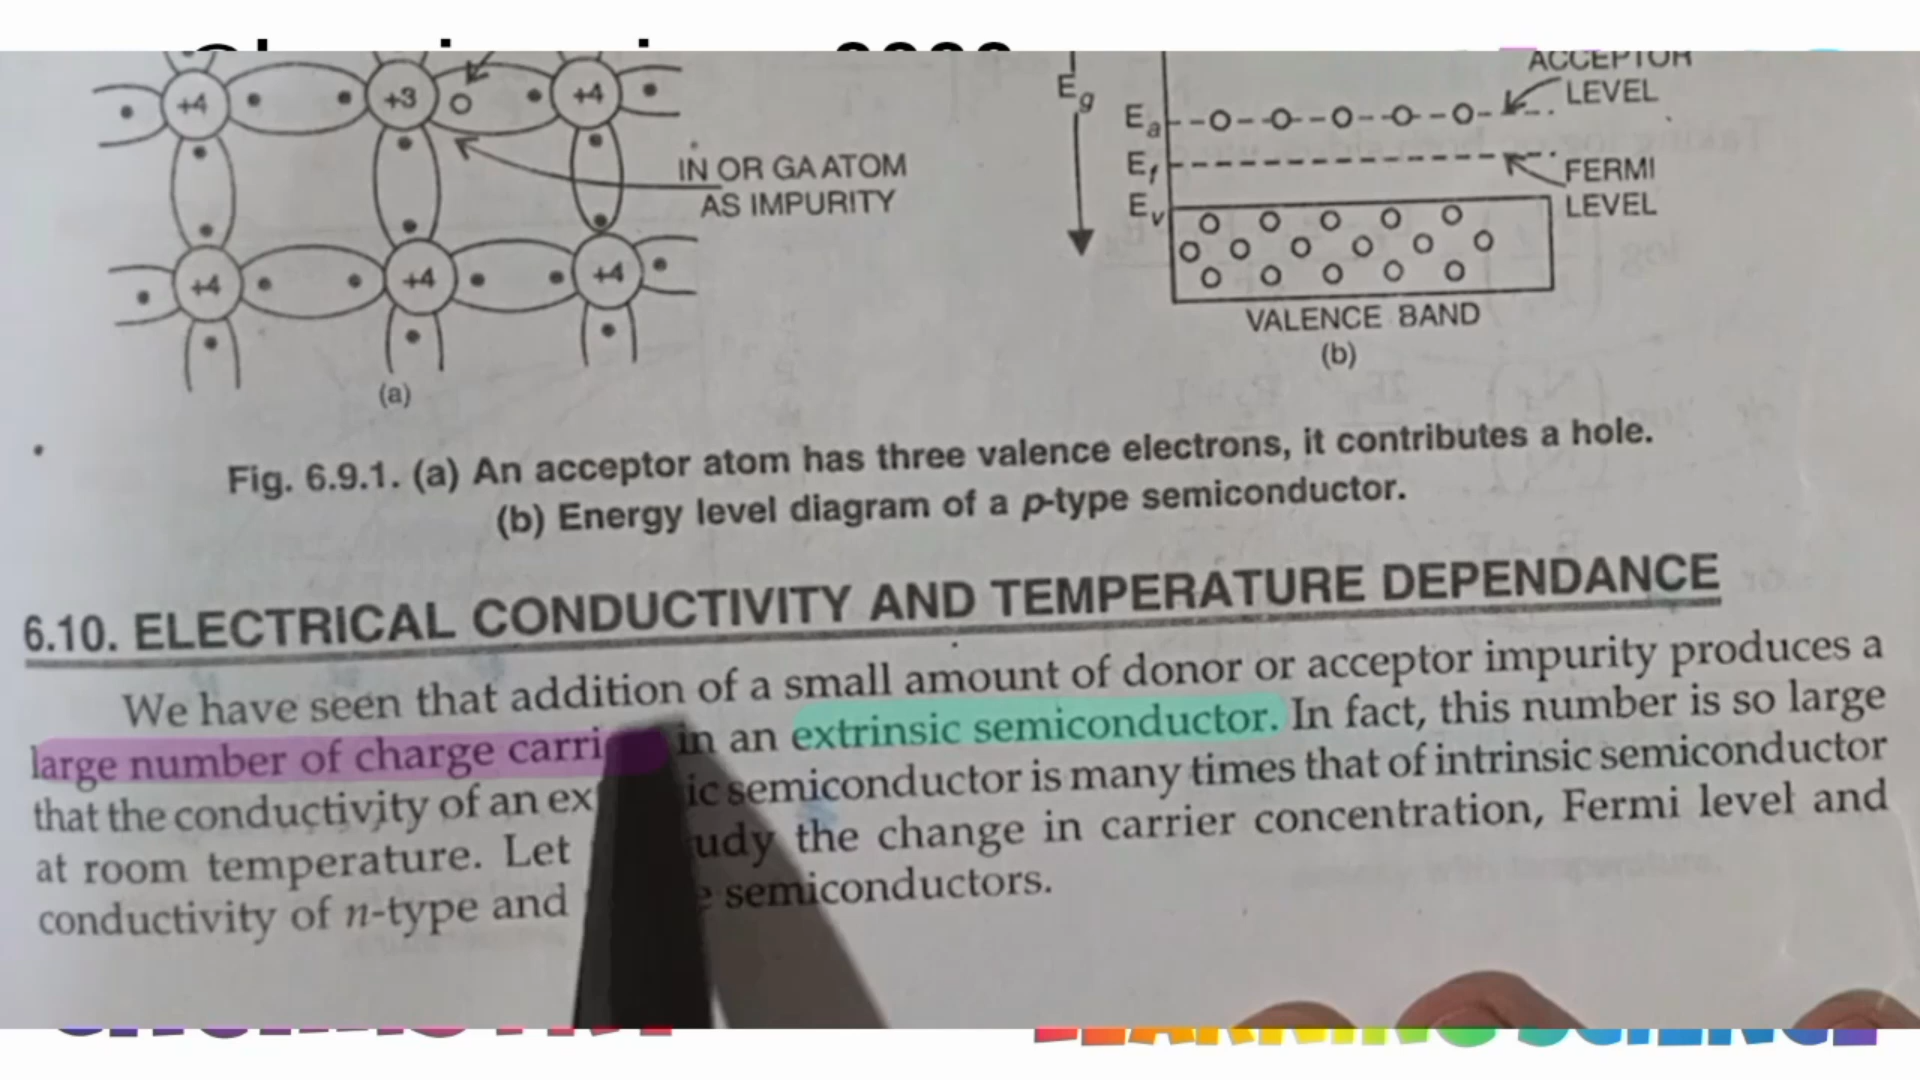 +4 +3 +4
IN OR GA ATOM
AS IMPURITY
+4 +4 +4
(a)
Eg
ACCEPTOR
LEVEL
Ea
Ef
FERMI
LEVEL
Ev
VALENCE BAND
(b)
Fig. 6.9.1. (a) An acceptor atom has three valence electrons, it contributes a hole.
(b) Energy level diagram of a p-type semiconductor.
6.10. ELECTRICAL CONDUCTIVITY AND TEMPERATURE DEPENDANCE
We have seen that addition of a small amount of donor or acceptor impurity produces a
large number of charge in an extrinsic semiconductor. In fact, this number is so large
that the conductivity of an semiconductor is many times that of intrinsic semiconductor
at room temperature. Let the change in carrier concentration, Fermi level and
conductivity of n-type and semiconductors.